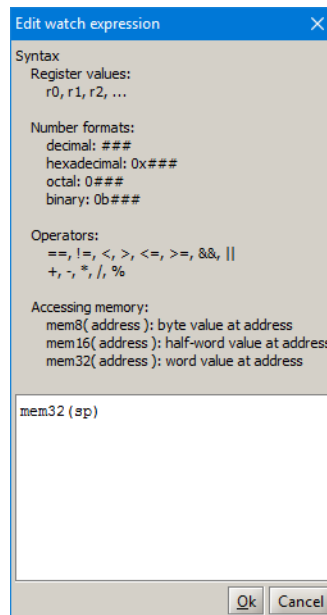 Edit watch expression
Syntax
Register values:
r0, r1, r2, ...
Number formats:
decimal: ###
hexadecimal: 0x###
octal: 0###
binary: 0b###
Operators:
==, !=, <, >, <=, >=, &&, ||
+, -, *, /, %
Accessing memory:
mem8( address ): byte value at address
mem16( address ): half-word value at address
mem32( address ): word value at address
mem32(sp)
Ok Cancel